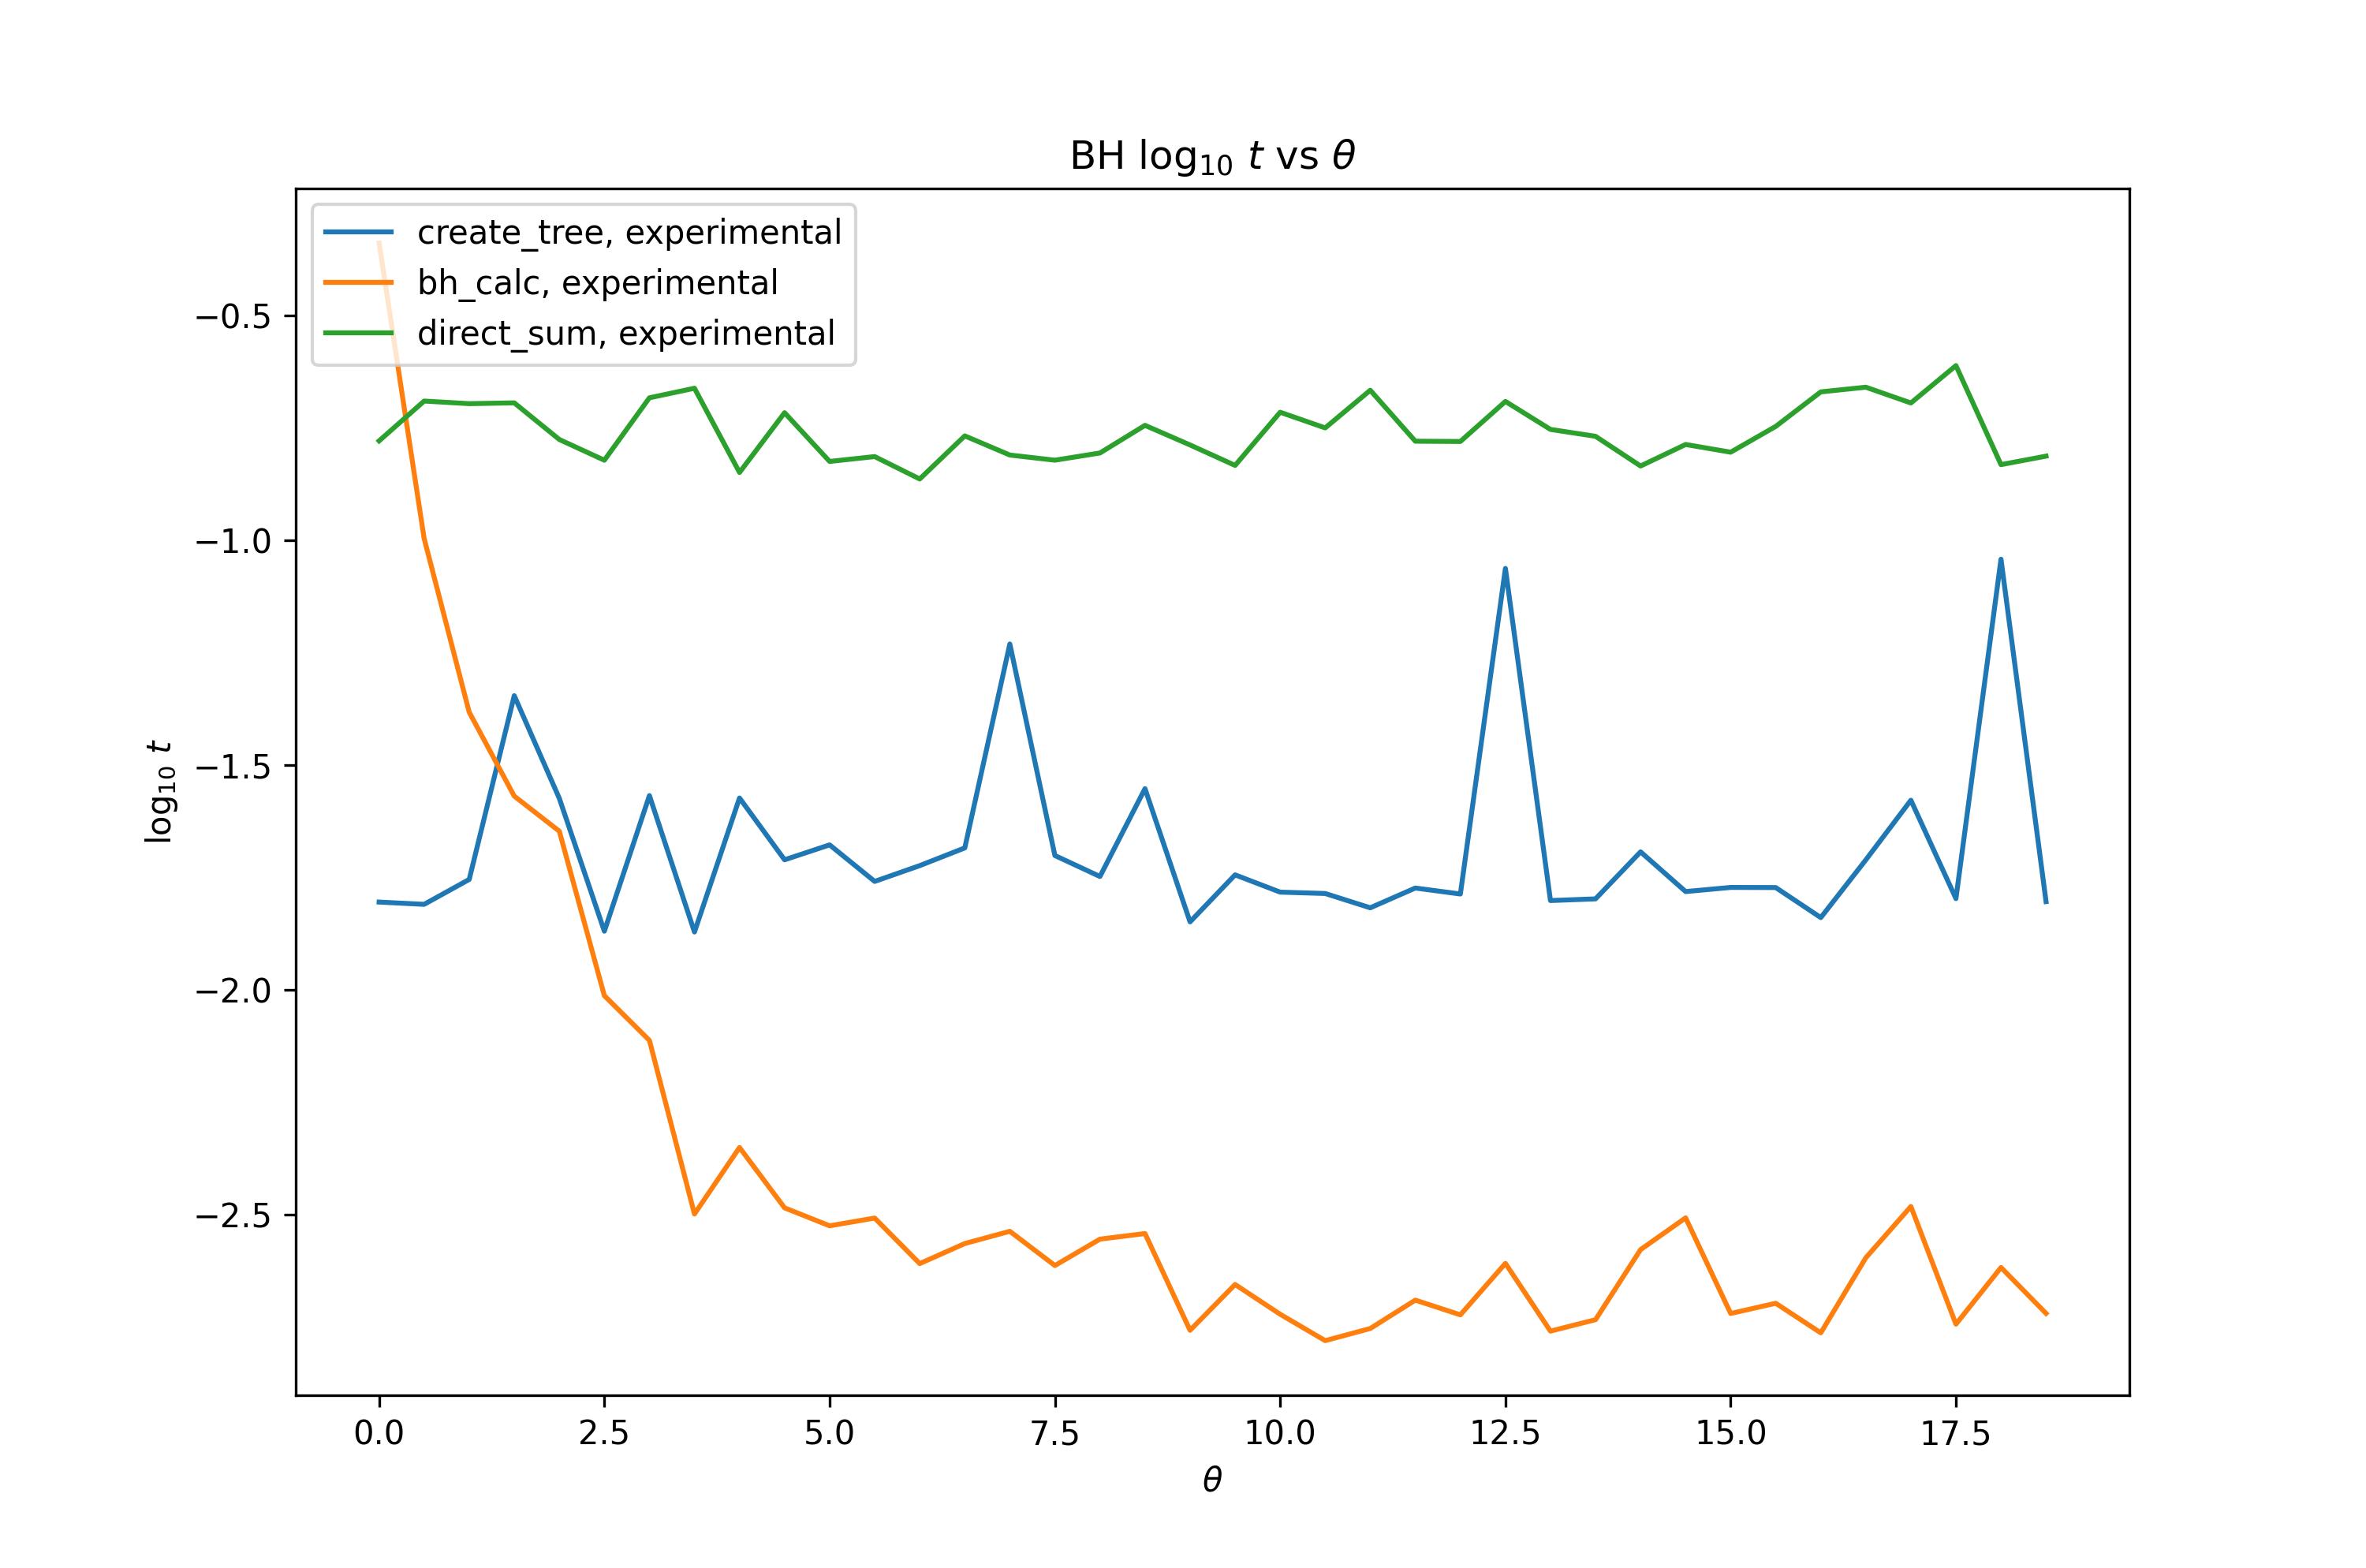 BH log₁₀ t vs θ
create_tree, experimental
bh_calc, experimental
direct_sum, experimental
log₁₀ t
−0.5
−1.0
−1.5
−2.0
−2.5
0.0 2.5 5.0 7.5 10.0 12.5 15.0 17.5
θ